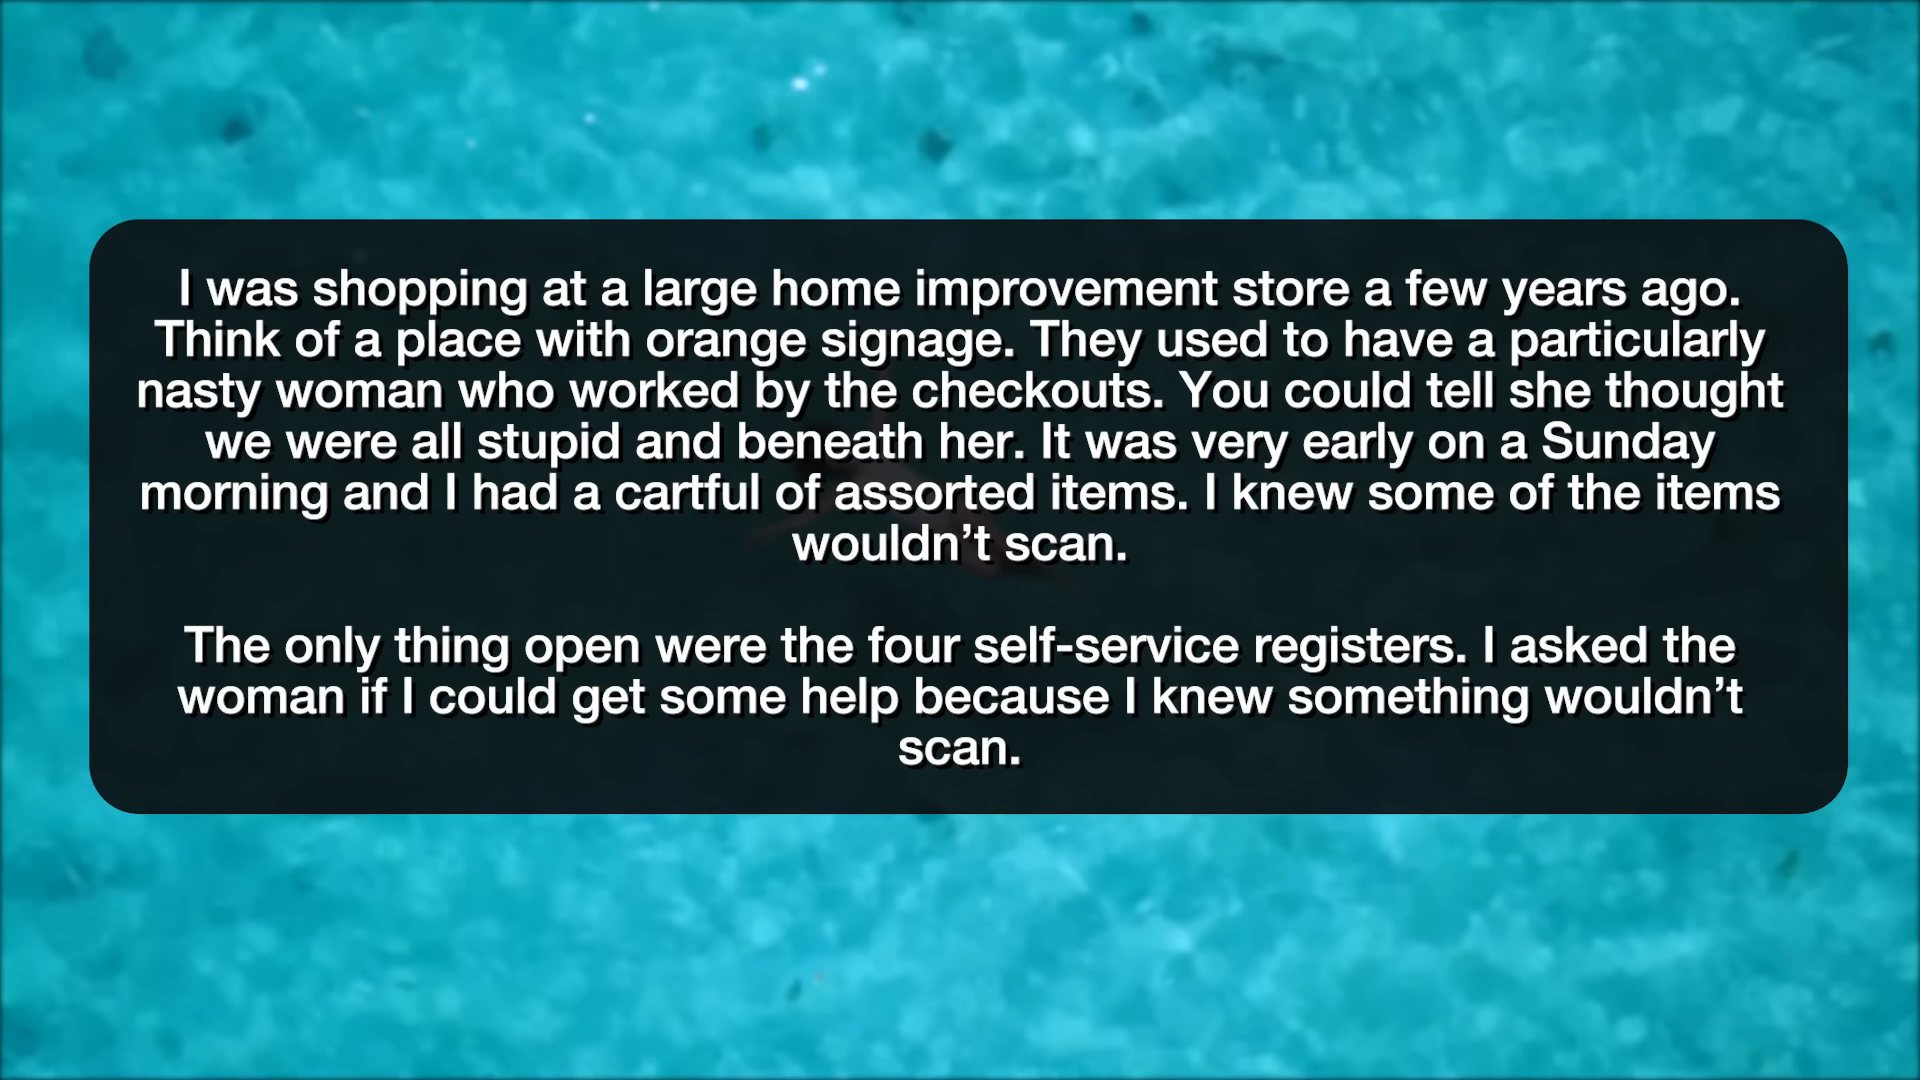 I was shopping at a large home improvement store a few years ago.
Think of a place with orange signage. They used to have a particularly
nasty woman who worked by the checkouts. You could tell she thought
we were all stupid and beneath her. It was very early on a Sunday
morning and I had a cartful of assorted items. I knew some of the items
wouldn’t scan.
The only thing open were the four self-service registers. I asked the
woman if I could get some help because I knew something wouldn’t
scan.